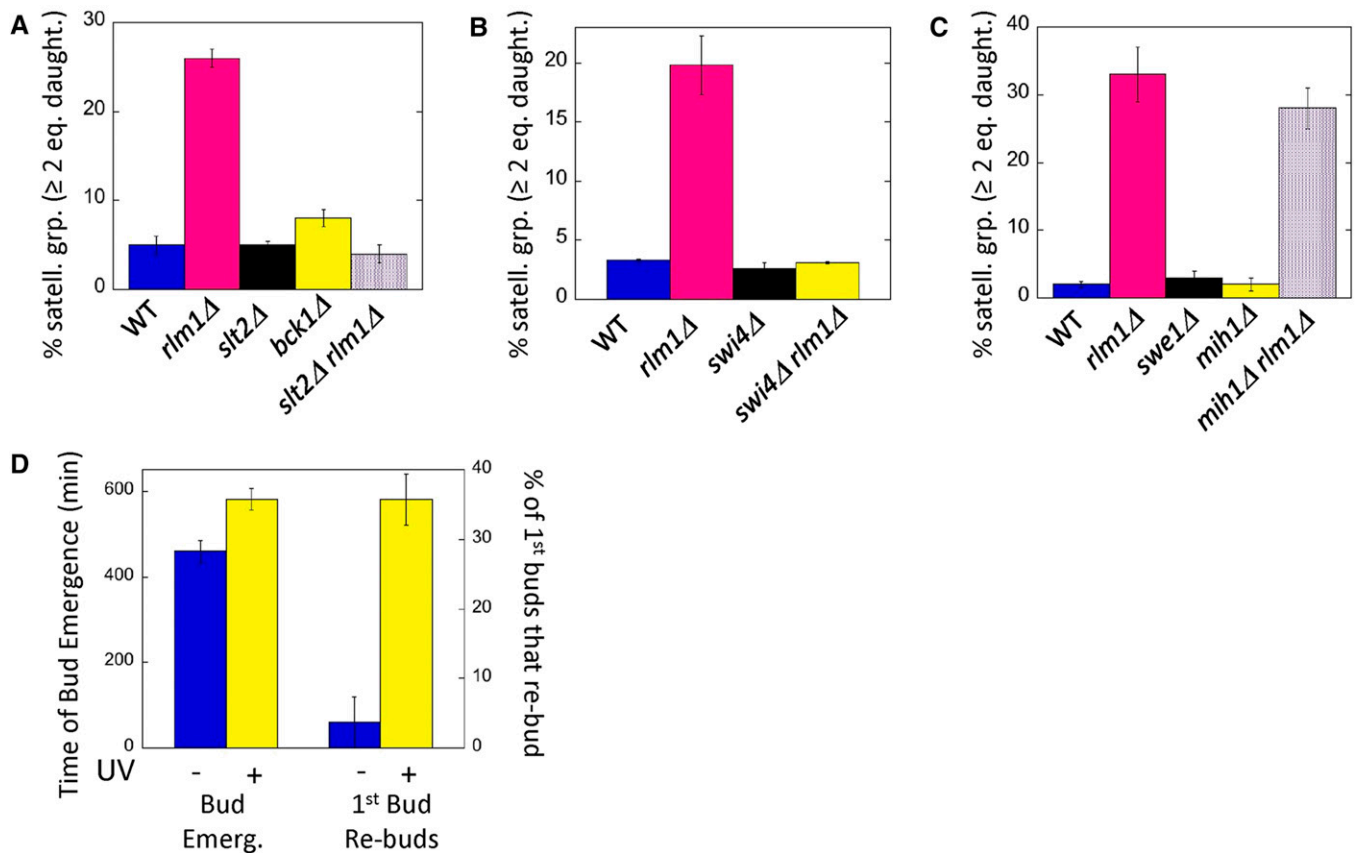 A
% satell. grp. (≥ 2 eq. daught.)
30
20
10
0
WT
rlm1Δ
slt2Δ
bck1Δ
slt2Δ rlm1Δ
B
% satell. grp. (≥ 2 eq. daught.)
20
15
10
5
0
WT
rlm1Δ
swi4Δ
swi4Δ rlm1Δ
C
% satell. grp. (≥ 2 eq. daught.)
40
30
20
10
0
WT
rlm1Δ
swe1Δ
mih1Δ
mih1Δ rlm1Δ
D
Time of Bud Emergence (min)
600
400
200
0
40
30
20
10
0
% of 1st buds that re-bud
UV - + - +
Bud 1st Bud
Emerg. Re-buds